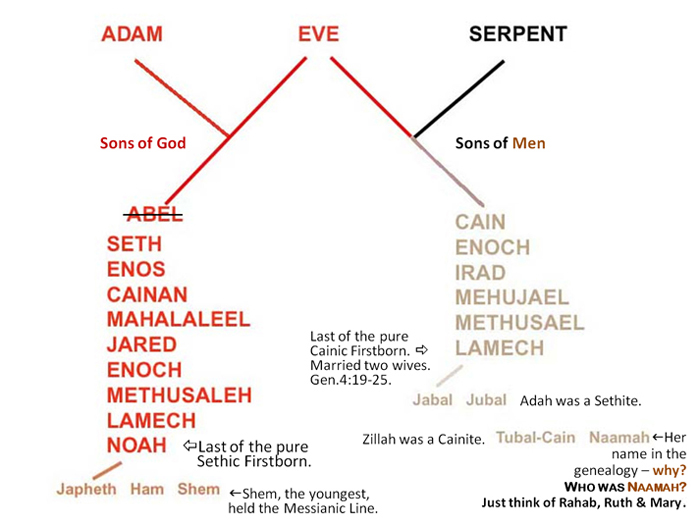 ADAM EVE SERPENT
Sons of God
Sons of Men
ABEL
SETH
ENOS
CAINAN
MAHALALEEL
JARED
ENOCH
METHUSALEH
LAMECH
NOAH ⇦Last of the pure
Sethic Firstborn.
Japheth Ham Shem ←Shem, the youngest,
held the Messianic Line.
CAIN
ENOCH
IRAD
MEHUJAEL
METHUSAEL
LAMECH
Last of the pure
Cainic Firstborn. ⇨
Married two wives.
Gen.4:19-25.
Jabal Jubal Adah was a Sethite.
Zillah was a Cainite. Tubal-Cain Naamah ←Her
name in the
genealogy – why?
WHO WAS NAAMAH?
Just think of Rahab, Ruth & Mary.